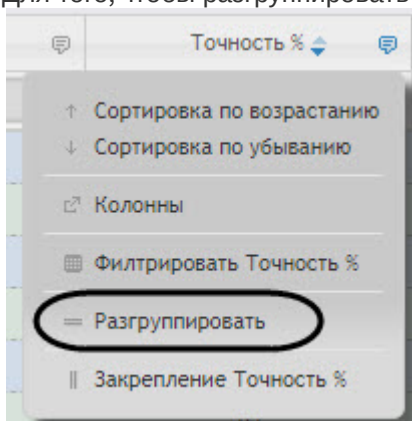 Для того, чтобы разгруппировать
Точность %
Сортировка по возрастанию
Сортировка по убыванию
Колонны
Филтрировать Точность %
Разгруппировать
Закрепление Точность %